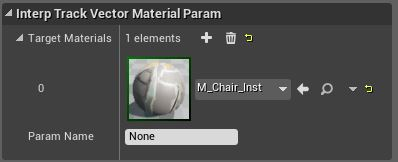 Interp Track Vector Material Param
Target Materials 1 elements
0 M_Chair_Inst
Param Name None